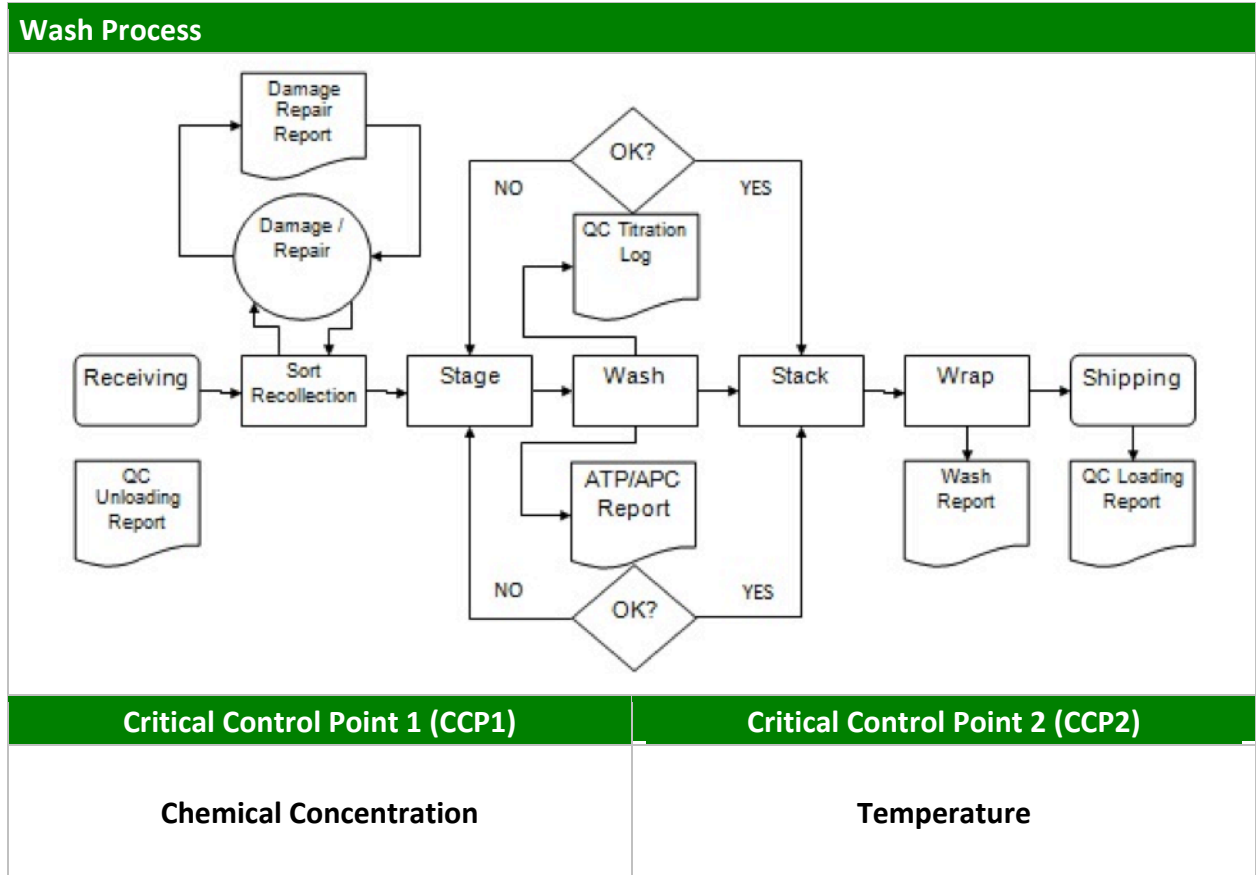 Wash Process
Damage
Repair
Report
OK?
NO
YES
Damage /
Repair
QC Titration
Log
Receiving
Sort
Recollection
Stage
Wash
Stack
Wrap
Shipping
QC
Unloading
Report
ATP/APC
Report
Wash
Report
QC Loading
Report
NO
YES
OK?
Critical Control Point 1 (CCP1)
Critical Control Point 2 (CCP2)
Chemical Concentration
Temperature